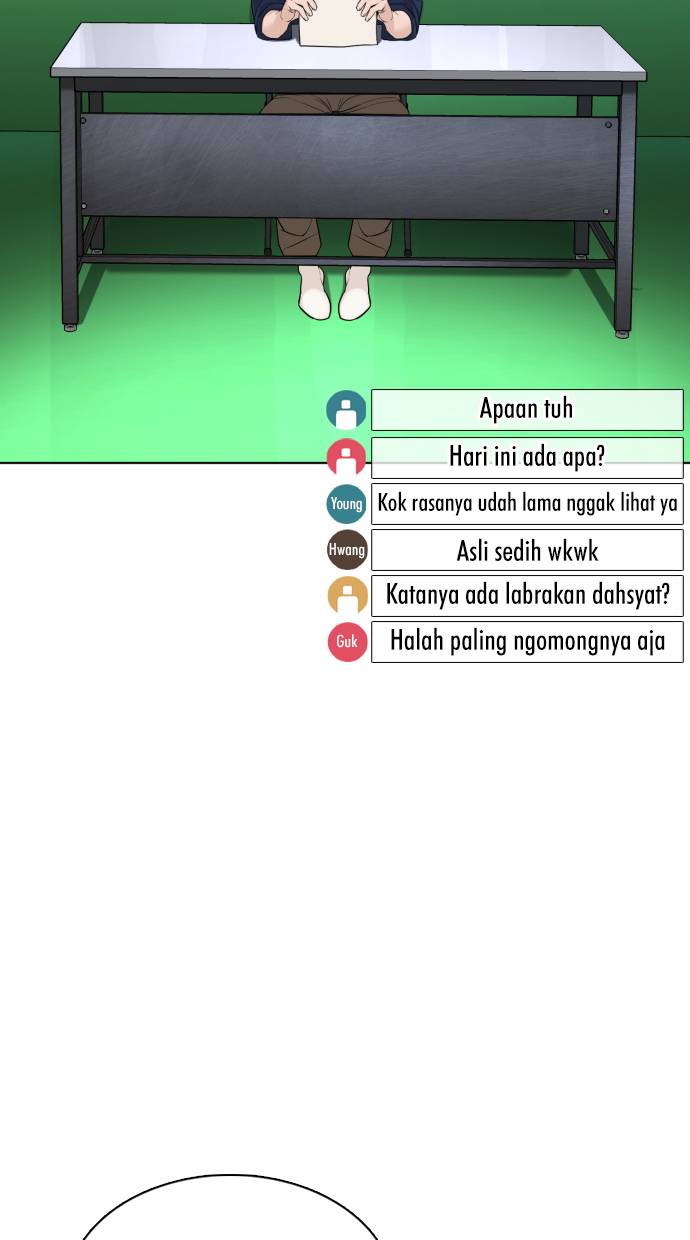 Apaan tuh
Hari ini ada apa?
Young Kok rasanya udah lama nggak lihat ya
Hwang Asli sedih wkwk
Katanya ada labrakan dahsyat?
Guk Halah paling ngomongnya aja